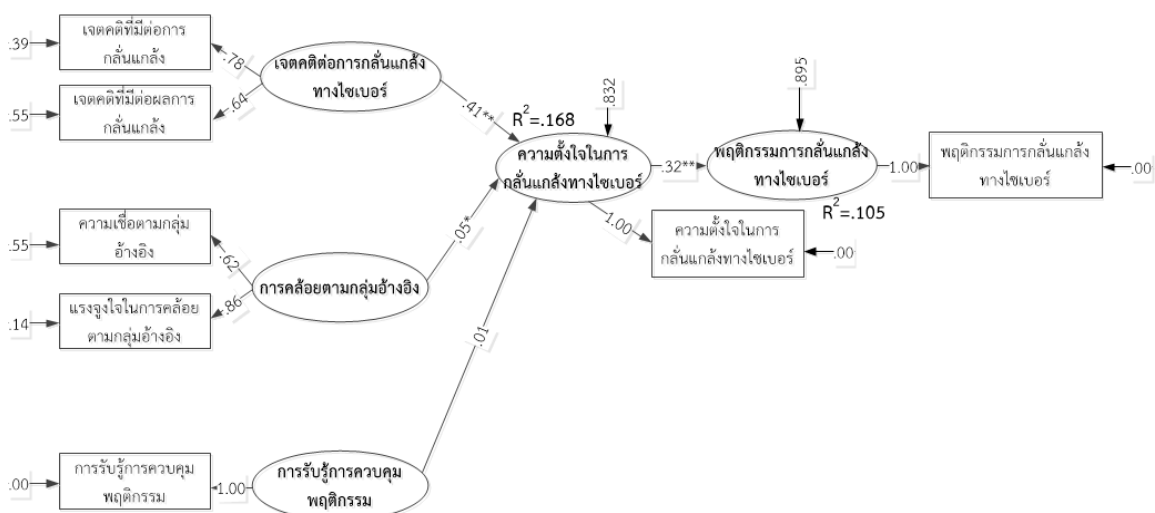 เจตคติที่มีต่อการ
กลั่นแกล้ง
.39
.78
เจตคติที่มีต่อผลการ
กลั่นแกล้ง
.55
.64
เจตคติต่อการกลั่นแกล้ง
ทางไซเบอร์
.41**
R²=.168
.832
ความตั้งใจในการ
กลั่นแกล้งทางไซเบอร์
.32**
.895
พฤติกรรมการกลั่นแกล้ง
ทางไซเบอร์
R²=.105
1.00
พฤติกรรมการกลั่นแกล้ง
ทางไซเบอร์
.00
1.00
ความตั้งใจในการ
กลั่นแกล้งทางไซเบอร์
.00
ความเชื่อตามกลุ่ม
อ้างอิง
.55
.62
แรงจูงใจในการคล้อย
ตามกลุ่มอ้างอิง
.14
.86
การคล้อยตามกลุ่มอ้างอิง
.05*
.01
.00
การรับรู้การควบคุม
พฤติกรรม
1.00
การรับรู้การควบคุม
พฤติกรรม